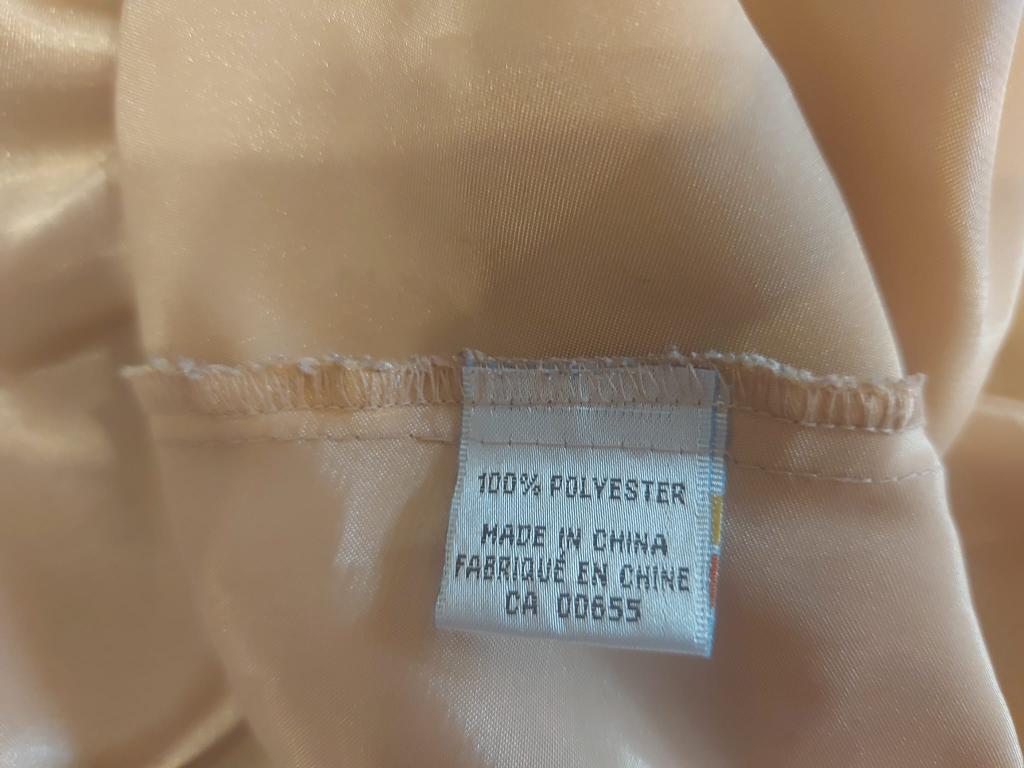 100% POLYESTER
MADE IN CHINA
FABRIQUÉ EN CHINE
CA 00655